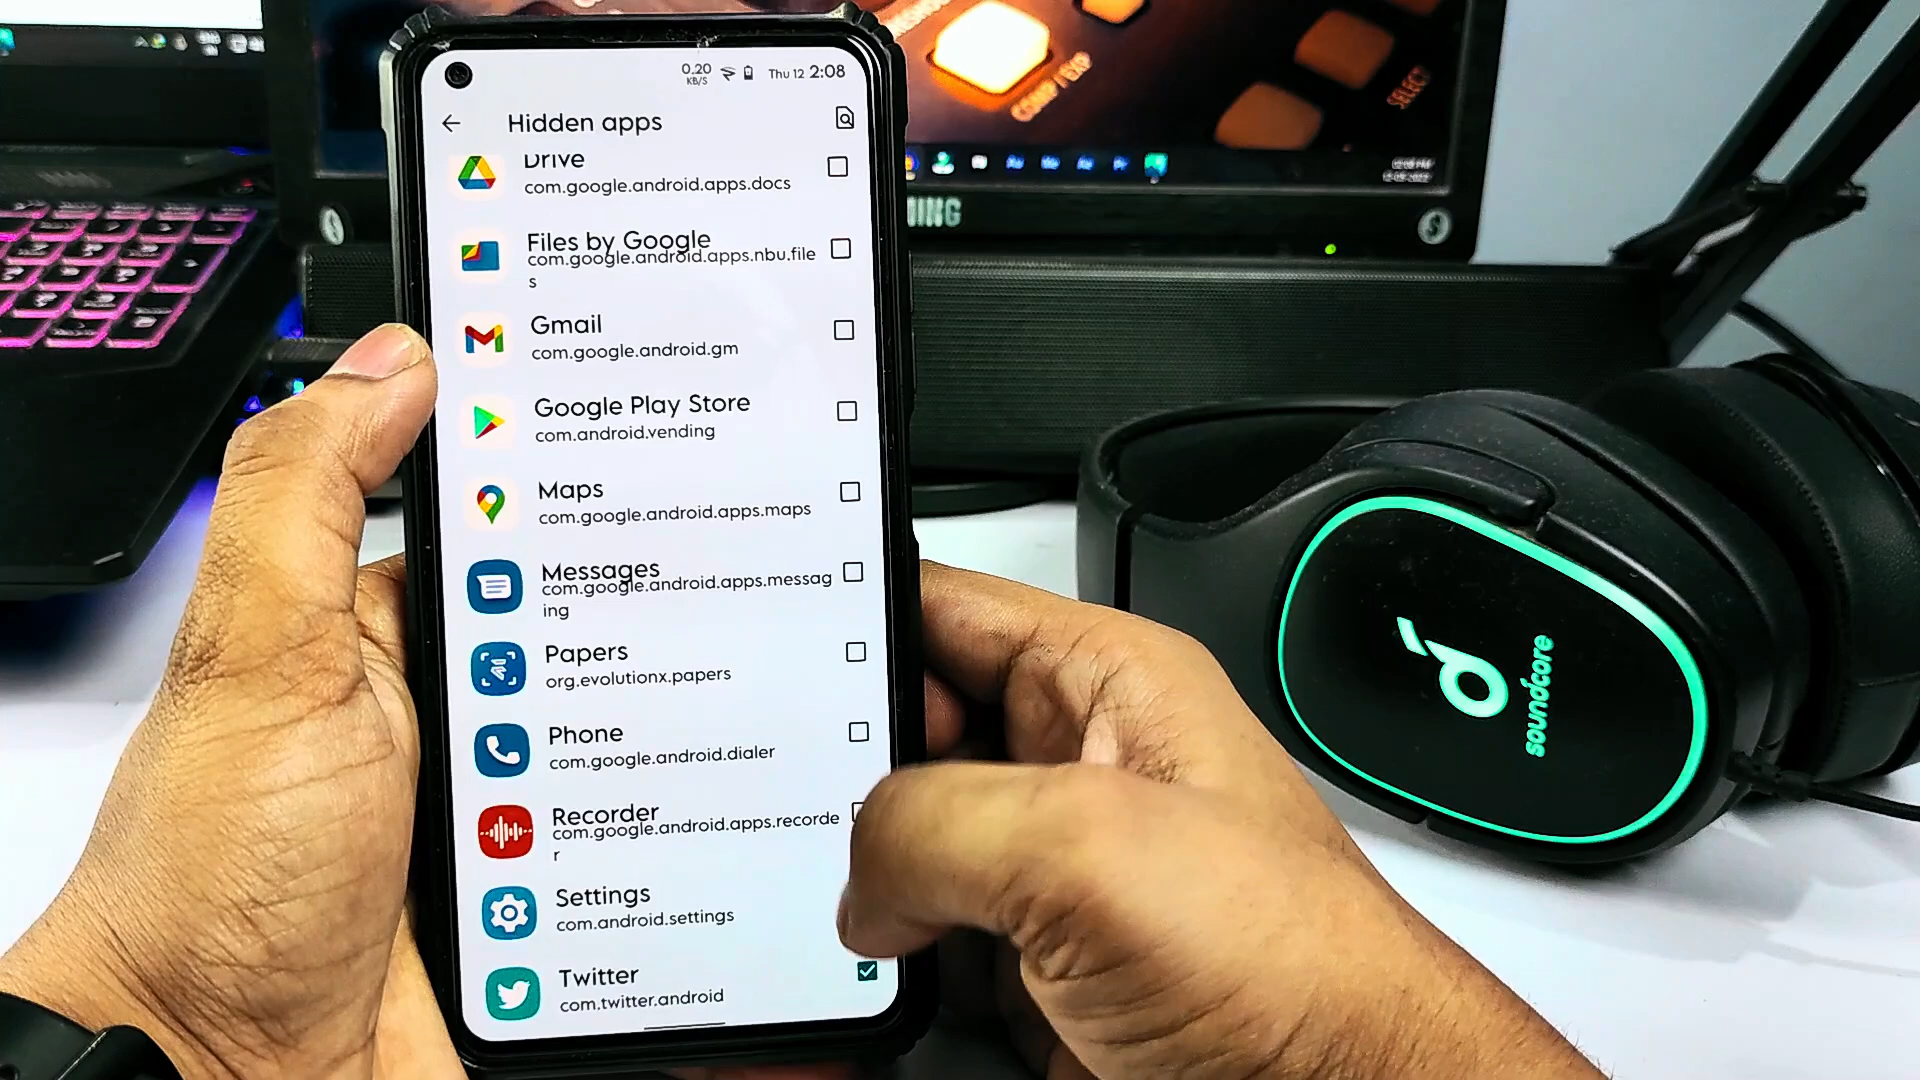 0.20
KB/S
Thu 12 2:08
Hidden apps
Drive
com.google.android.apps.docs
Files by Google
com.google.android.apps.nbu.file
s
Gmail
com.google.android.gm
Google Play Store
com.android.vending
Maps
com.google.android.apps.maps
Messages
com.google.android.apps.messag
ing
Papers
org.evolutionx.papers
Phone
com.google.android.dialer
Recorder
com.google.android.apps.recorde
r
Settings
com.android.settings
Twitter
com.twitter.android
COMP / EXP
SELECT
soundcore